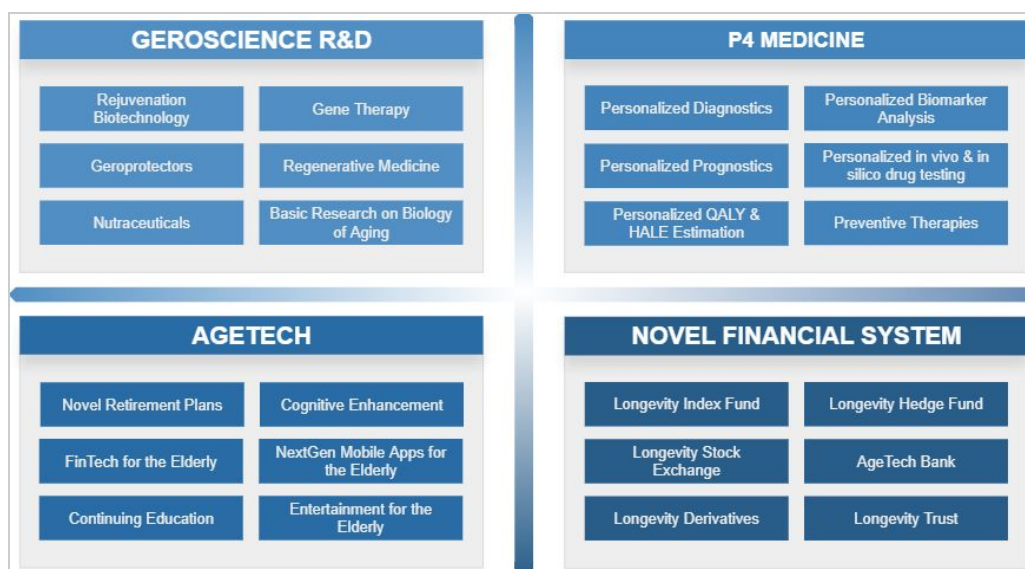 GEROSCIENCE R&D
Rejuvenation
Biotechnology
Gene Therapy
Geroprotectors
Regenerative Medicine
Nutraceuticals
Basic Research on Biology
of Aging
P4 MEDICINE
Personalized Diagnostics
Personalized Biomarker
Analysis
Personalized Prognostics
Personalized in vivo & in
silico drug testing
Personalized QALY &
HALE Estimation
Preventive Therapies
AGETECH
Novel Retirement Plans
Cognitive Enhancement
FinTech for the Elderly
NextGen Mobile Apps for
the Elderly
Continuing Education
Entertainment for the
Elderly
NOVEL FINANCIAL SYSTEM
Longevity Index Fund
Longevity Hedge Fund
Longevity Stock
Exchange
AgeTech Bank
Longevity Derivatives
Longevity Trust